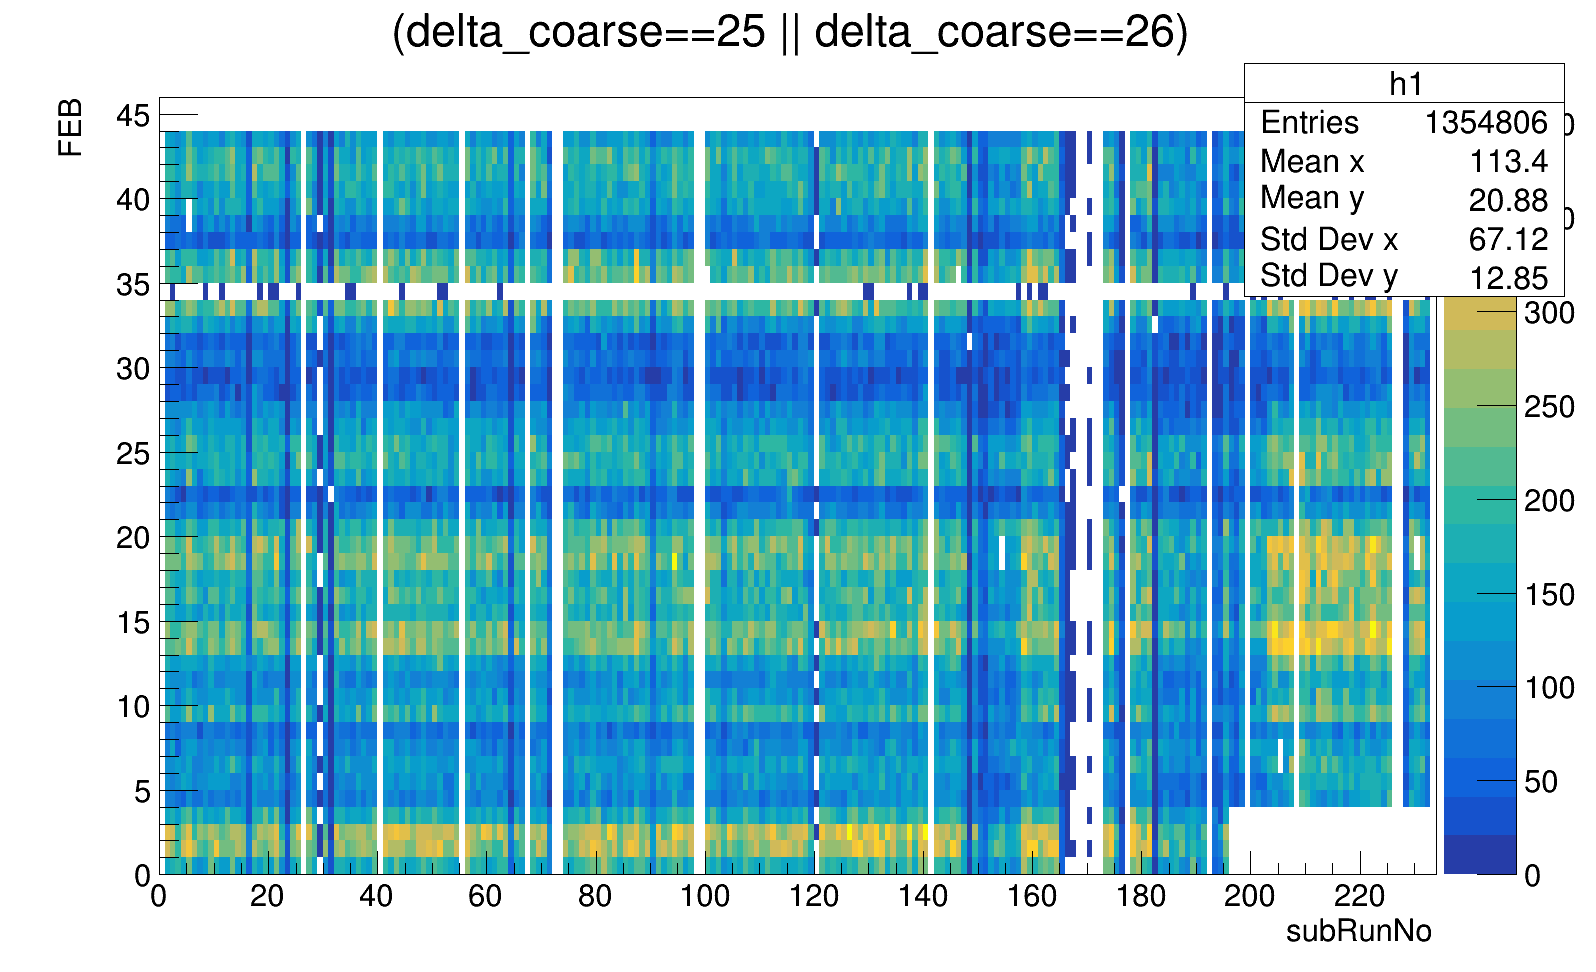 (delta_coarse==25 || delta_coarse==26)
FEB
h1
Entries 1354806
Mean x 113.4
Mean y 20.88
Std Dev x 67.12
Std Dev y 12.85
45
40
35
30
25
20
15
10
5
0
0 20 40 60 80 100 120 140 160 180 200 220
subRunNo
300
250
200
150
100
50
0